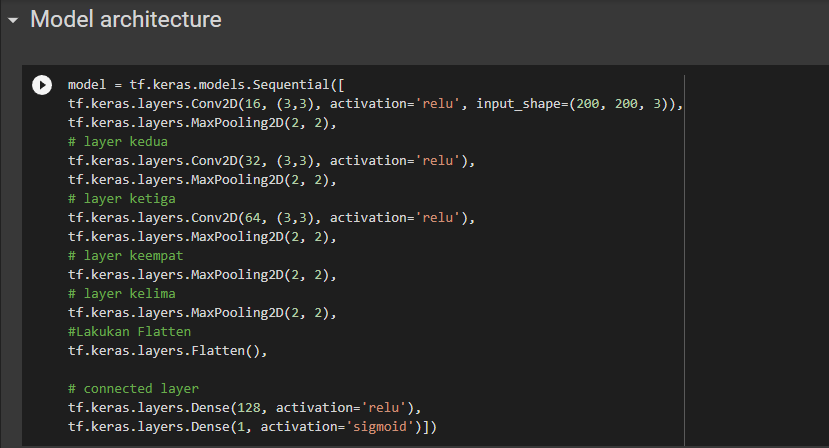 Model architecture
model = tf.keras.models.Sequential([
tf.keras.layers.Conv2D(16, (3,3), activation='relu', input_shape=(200, 200, 3)),
tf.keras.layers.MaxPooling2D(2, 2),
# layer kedua
tf.keras.layers.Conv2D(32, (3,3), activation='relu'),
tf.keras.layers.MaxPooling2D(2, 2),
# layer ketiga
tf.keras.layers.Conv2D(64, (3,3), activation='relu'),
tf.keras.layers.MaxPooling2D(2, 2),
# layer keempat
tf.keras.layers.MaxPooling2D(2, 2),
# layer kelima
tf.keras.layers.MaxPooling2D(2, 2),
#Lakukan Flatten
tf.keras.layers.Flatten(),
# connected layer
tf.keras.layers.Dense(128, activation='relu'),
tf.keras.layers.Dense(1, activation='sigmoid')])